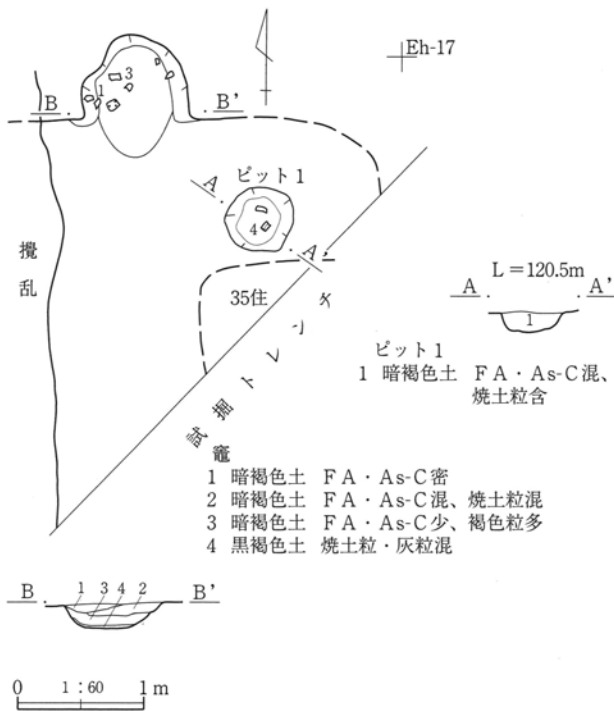 Eh-17
3
1
B B’
ピット1
A
4
A’
攪乱
35住
試掘トレンチ
L＝120.5m
A A’
1
ピット1
1 暗褐色土 FA・As-C混、
焼土粒含
竈
1 暗褐色土 FA・As-C密
2 暗褐色土 FA・As-C混、焼土粒混
3 暗褐色土 FA・As-C少、褐色粒多
4 黒褐色土 焼土粒・灰粒混
B 1 3 4 2 B’
0 1：60 1m